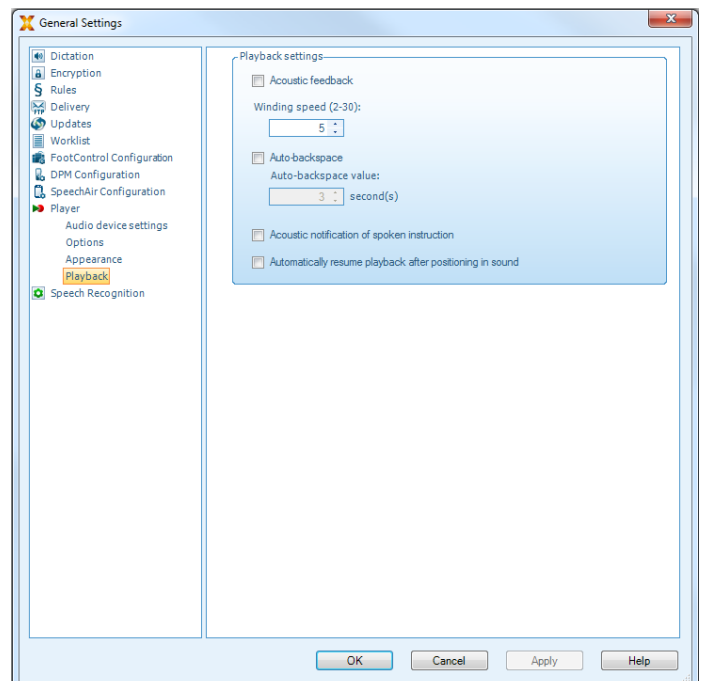 General Settings
Dictation
Encryption
Rules
Delivery
Updates
Worklist
FootControl Configuration
DPM Configuration
SpeechAir Configuration
Player
Audio device settings
Options
Appearance
Playback
Speech Recognition
Playback settings
Acoustic feedback
Winding speed (2-30):
5
Auto-backspace
Auto-backspace value:
3 second(s)
Acoustic notification of spoken instruction
Automatically resume playback after positioning in sound
OK Cancel Apply Help